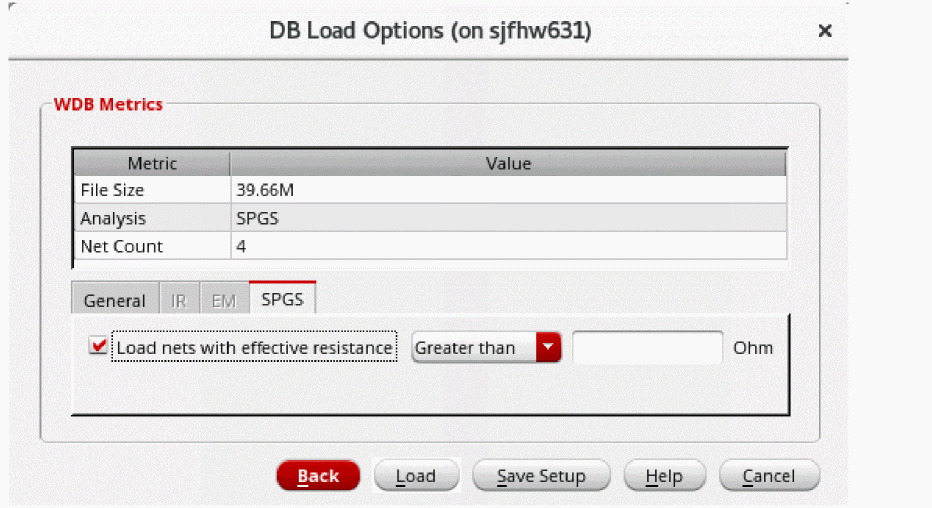 DB Load Options (on sjfhw631)
WDB Metrics
Metric Value
File Size 39.66M
Analysis SPGS
Net Count 4
General IR EM SPGS
Load nets with effective resistance Greater than Ohm
Back Load Save Setup Help Cancel